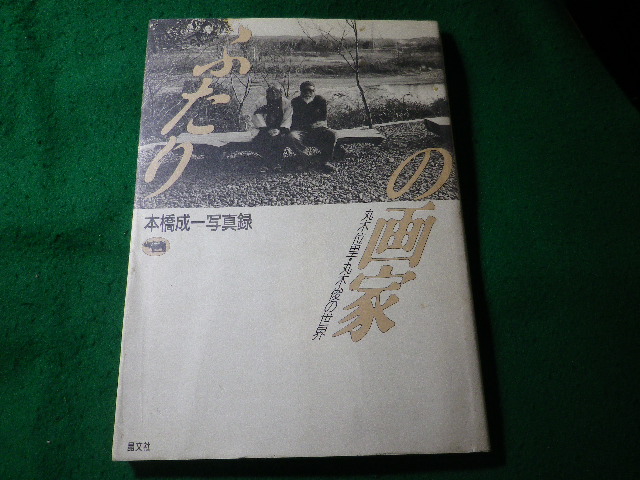 ふたり
の画家
丸木位里・丸木俊の世界
本橋成一写真録
晶文社